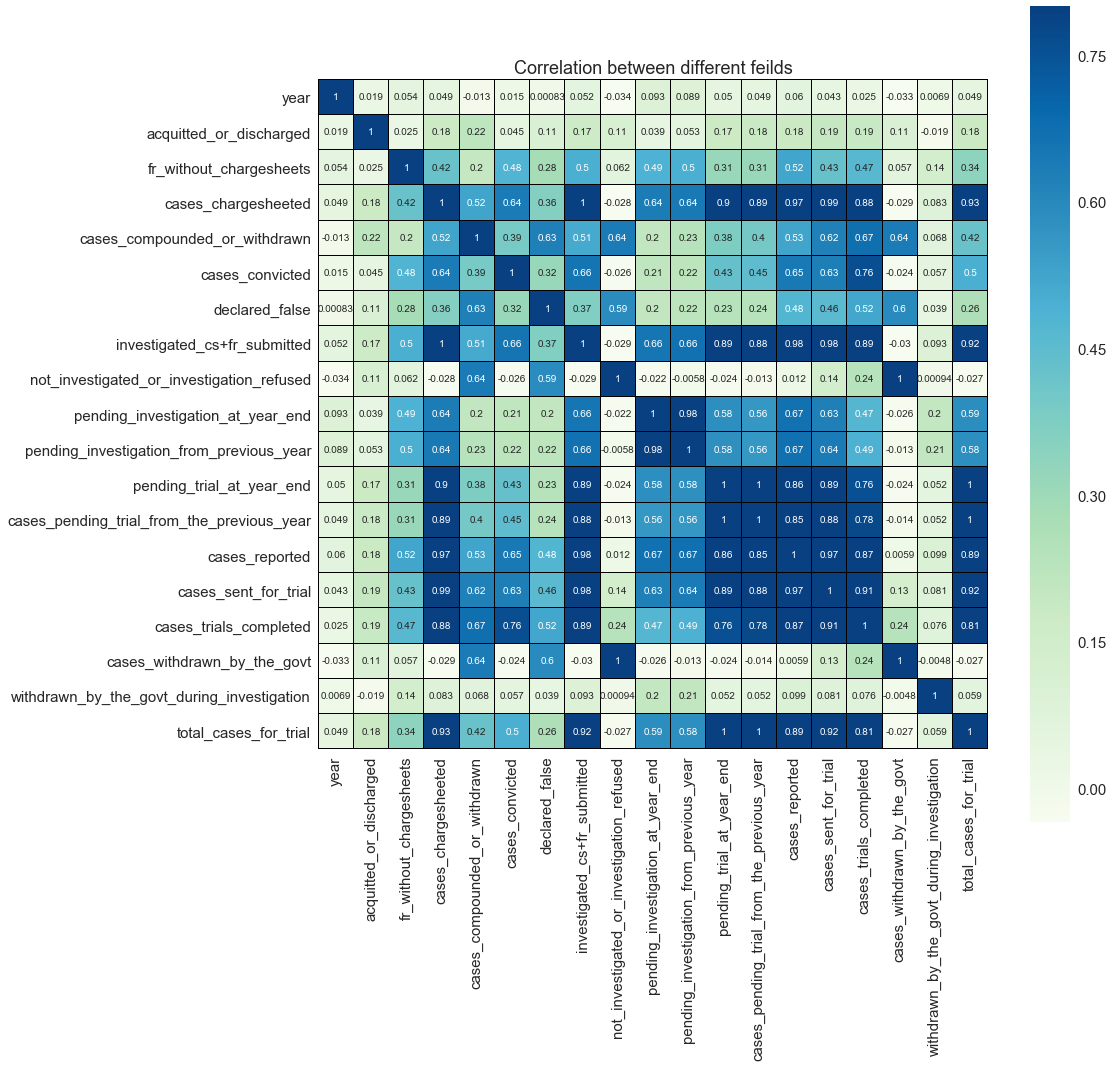 Correlation between different feilds
year 1 0.019 0.054 0.049 -0.013 0.015 0.00083 0.052 -0.034 0.093 0.089 0.05 0.049 0.06 0.043 0.025 -0.033 0.0069 0.049
acquitted_or_discharged 0.019 1 0.025 0.18 0.22 0.045 0.11 0.17 0.11 0.039 0.053 0.17 0.18 0.18 0.19 0.19 0.11 -0.019 0.18
fr_without_chargesheets 0.054 0.025 1 0.42 0.2 0.48 0.28 0.5 0.062 0.49 0.5 0.31 0.31 0.52 0.43 0.47 0.057 0.14 0.34
cases_chargesheeted 0.049 0.18 0.42 1 0.52 0.64 0.36 1 -0.028 0.64 0.64 0.9 0.89 0.97 0.99 0.88 -0.029 0.083 0.93
cases_compounded_or_withdrawn -0.013 0.22 0.2 0.52 1 0.39 0.63 0.51 0.64 0.2 0.23 0.38 0.4 0.53 0.62 0.67 0.64 0.068 0.42
cases_convicted 0.015 0.045 0.48 0.64 0.39 1 0.32 0.66 -0.026 0.21 0.22 0.43 0.45 0.65 0.63 0.76 -0.024 0.057 0.5
declared_false 0.00083 0.11 0.28 0.36 0.63 0.32 1 0.37 0.59 0.2 0.22 0.23 0.24 0.48 0.46 0.52 0.6 0.039 0.26
investigated_cs+fr_submitted 0.052 0.17 0.5 1 0.51 0.66 0.37 1 -0.029 0.66 0.66 0.89 0.88 0.98 0.98 0.89 -0.03 0.093 0.92
not_investigated_or_investigation_refused -0.034 0.11 0.062 -0.028 0.64 -0.026 0.59 -0.029 1 -0.022 -0.0058 -0.024 -0.013 0.012 0.14 0.24 1 0.00094 -0.027
pending_investigation_at_year_end 0.093 0.039 0.49 0.64 0.2 0.21 0.2 0.66 -0.022 1 0.98 0.58 0.56 0.67 0.63 0.47 -0.026 0.2 0.59
pending_investigation_from_previous_year 0.089 0.053 0.5 0.64 0.23 0.22 0.22 0.66 -0.0058 0.98 1 0.58 0.56 0.67 0.64 0.49 -0.013 0.21 0.58
pending_trial_at_year_end 0.05 0.17 0.31 0.9 0.38 0.43 0.23 0.89 -0.024 0.58 0.58 1 1 0.86 0.89 0.76 -0.024 0.052 1
cases_pending_trial_from_the_previous_year 0.049 0.18 0.31 0.89 0.4 0.45 0.24 0.88 -0.013 0.56 0.56 1 1 0.85 0.88 0.78 -0.014 0.052 1
cases_reported 0.06 0.18 0.52 0.97 0.53 0.65 0.48 0.98 0.012 0.67 0.67 0.86 0.85 1 0.97 0.87 0.0059 0.099 0.89
cases_sent_for_trial 0.043 0.19 0.43 0.99 0.62 0.63 0.46 0.98 0.14 0.63 0.64 0.89 0.88 0.97 1 0.91 0.13 0.081 0.92
cases_trials_completed 0.025 0.19 0.47 0.88 0.67 0.76 0.52 0.89 0.24 0.47 0.49 0.76 0.78 0.87 0.91 1 0.24 0.076 0.81
cases_withdrawn_by_the_govt -0.033 0.11 0.057 -0.029 0.64 -0.024 0.6 -0.03 1 -0.026 -0.013 -0.024 -0.014 0.0059 0.13 0.24 1 -0.0048 -0.027
withdrawn_by_the_govt_during_investigation 0.0069 -0.019 0.14 0.083 0.068 0.057 0.039 0.093 0.00094 0.2 0.21 0.052 0.052 0.099 0.081 0.076 -0.0048 1 0.059
total_cases_for_trial 0.049 0.18 0.34 0.93 0.42 0.5 0.26 0.92 -0.027 0.59 0.58 1 1 0.89 0.92 0.81 -0.027 0.059 1
year
acquitted_or_discharged
fr_without_chargesheets
cases_chargesheeted
cases_compounded_or_withdrawn
cases_convicted
declared_false
investigated_cs+fr_submitted
not_investigated_or_investigation_refused
pending_investigation_at_year_end
pending_investigation_from_previous_year
pending_trial_at_year_end
cases_pending_trial_from_the_previous_year
cases_reported
cases_sent_for_trial
cases_trials_completed
cases_withdrawn_by_the_govt
withdrawn_by_the_govt_during_investigation
total_cases_for_trial
0.75
0.60
0.45
0.30
0.15
0.00